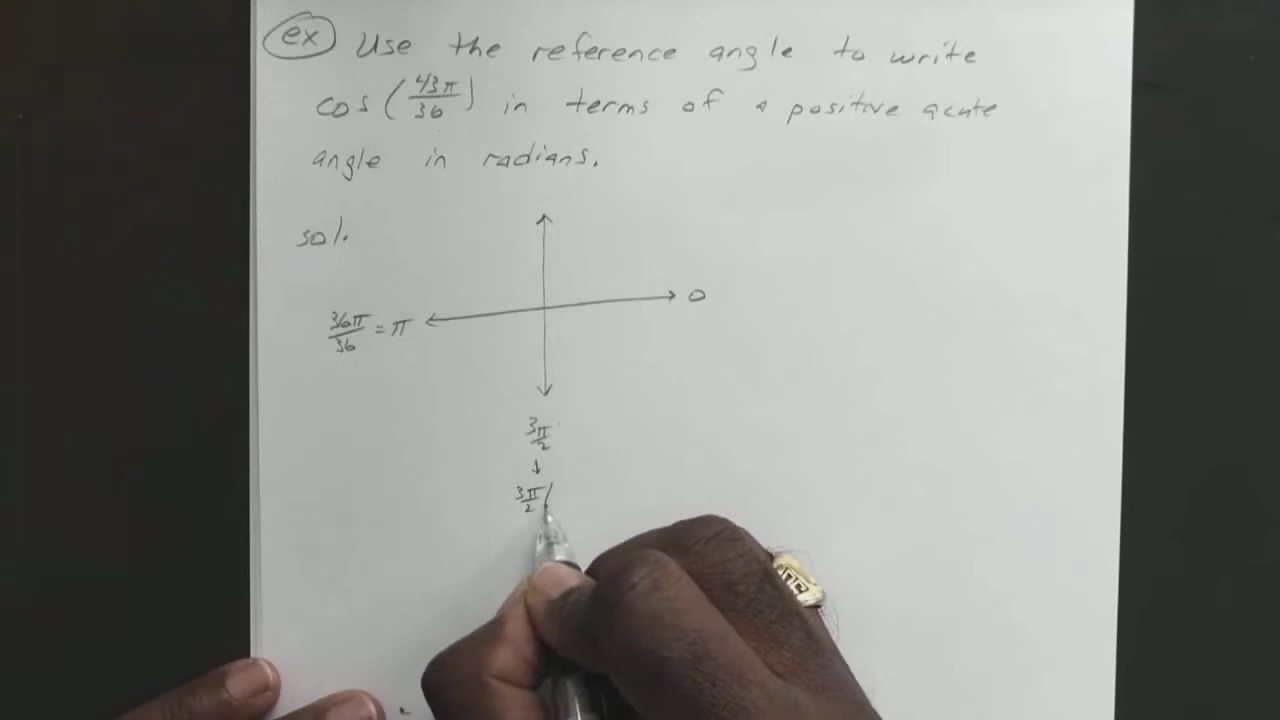 ex Use the reference angle to write
cos(43π/36) in terms of a positive acute
angle in radians.
sol.
0
36π/36 = π
3π/2
↓
3π/2 (